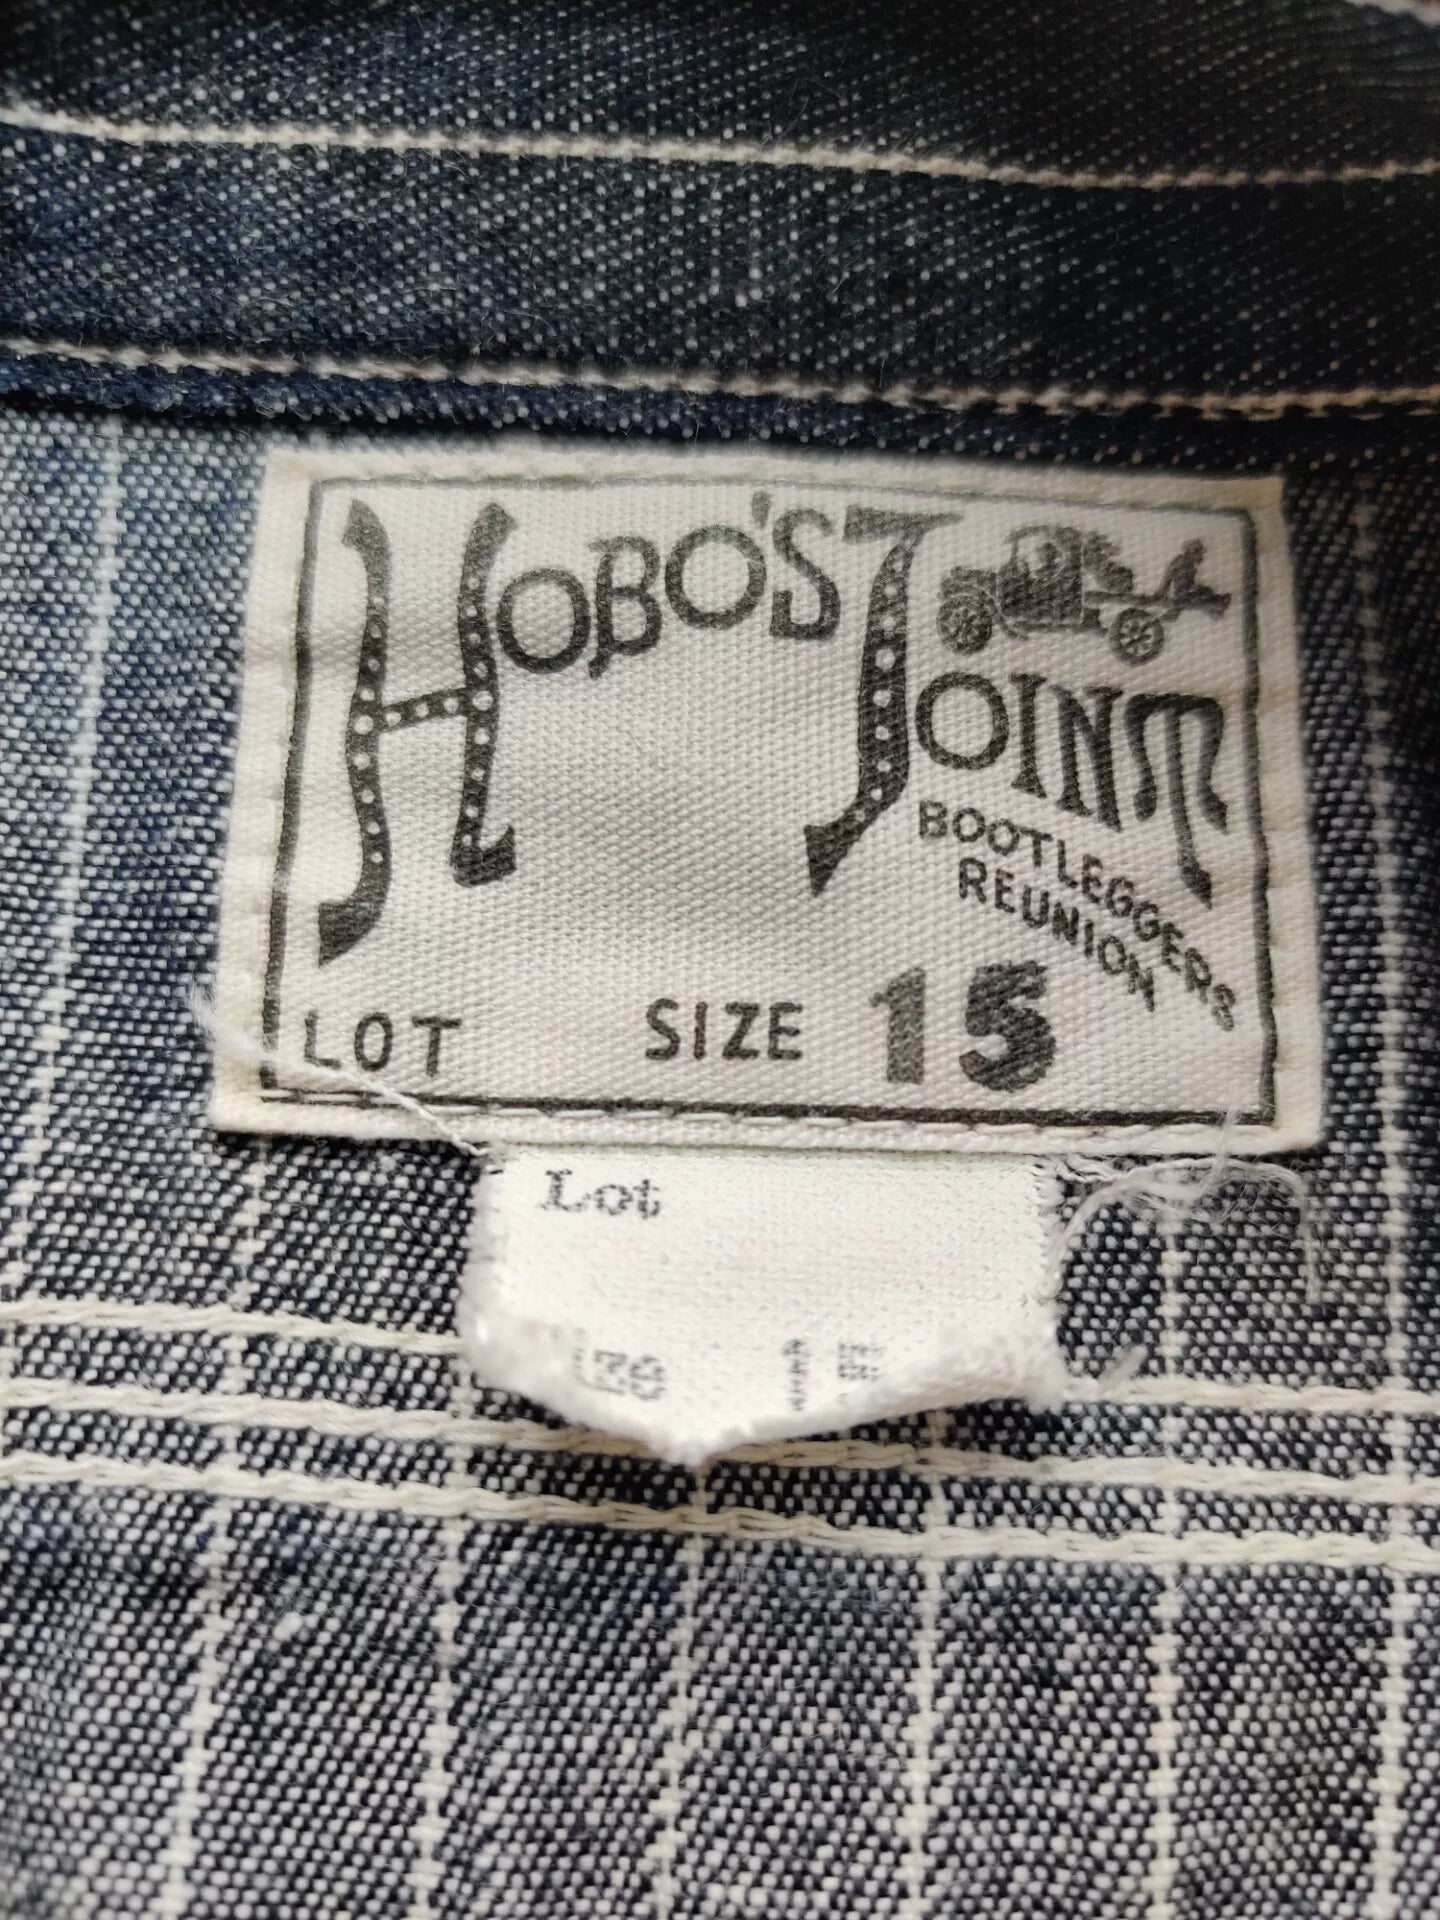 HOBO'S JOINT
BOOTLEGGERS
REUNION
LOT SIZE 15
Lot